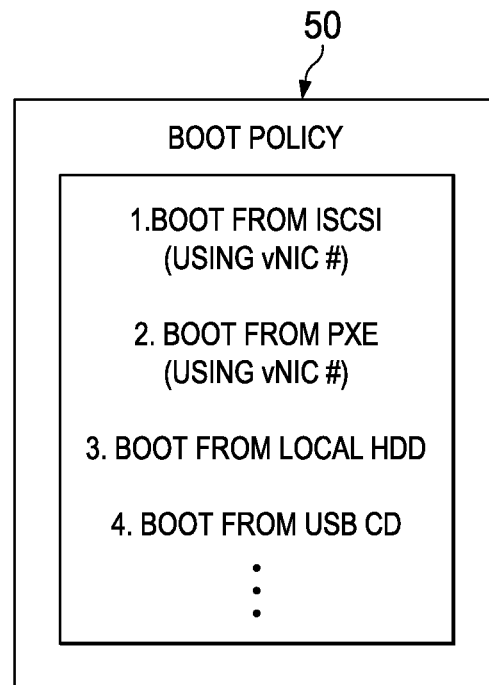 50
BOOT POLICY
1.BOOT FROM ISCSI
(USING vNIC #)
2. BOOT FROM PXE
(USING vNIC #)
3. BOOT FROM LOCAL HDD
4. BOOT FROM USB CD